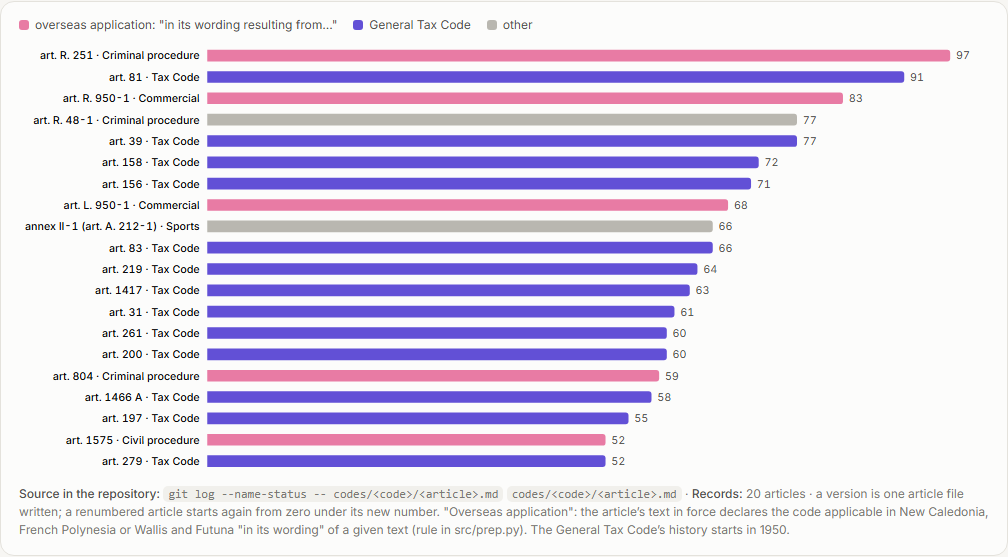 overseas application: "in its wording resulting from..." General Tax Code other
art. R. 251 · Criminal procedure 97
art. 81 · Tax Code 91
art. R. 950-1 · Commercial 83
art. R. 48-1 · Criminal procedure 77
art. 39 · Tax Code 77
art. 158 · Tax Code 72
art. 156 · Tax Code 71
art. L. 950-1 · Commercial 68
annex II-1 (art. A. 212-1) · Sports 66
art. 83 · Tax Code 66
art. 219 · Tax Code 64
art. 1417 · Tax Code 63
art. 31 · Tax Code 61
art. 261 · Tax Code 60
art. 200 · Tax Code 60
art. 804 · Criminal procedure 59
art. 1466 A · Tax Code 58
art. 197 · Tax Code 55
art. 1575 · Civil procedure 52
art. 279 · Tax Code 52
Source in the repository: git log --name-status -- codes/<code>/<article>.md codes/<code>/<article>.md · Records: 20 articles · a version is one article file
written; a renumbered article starts again from zero under its new number. "Overseas application": the article's text in force declares the code applicable in New Caledonia,
French Polynesia or Wallis and Futuna "in its wording" of a given text (rule in src/prep.py). The General Tax Code's history starts in 1950.